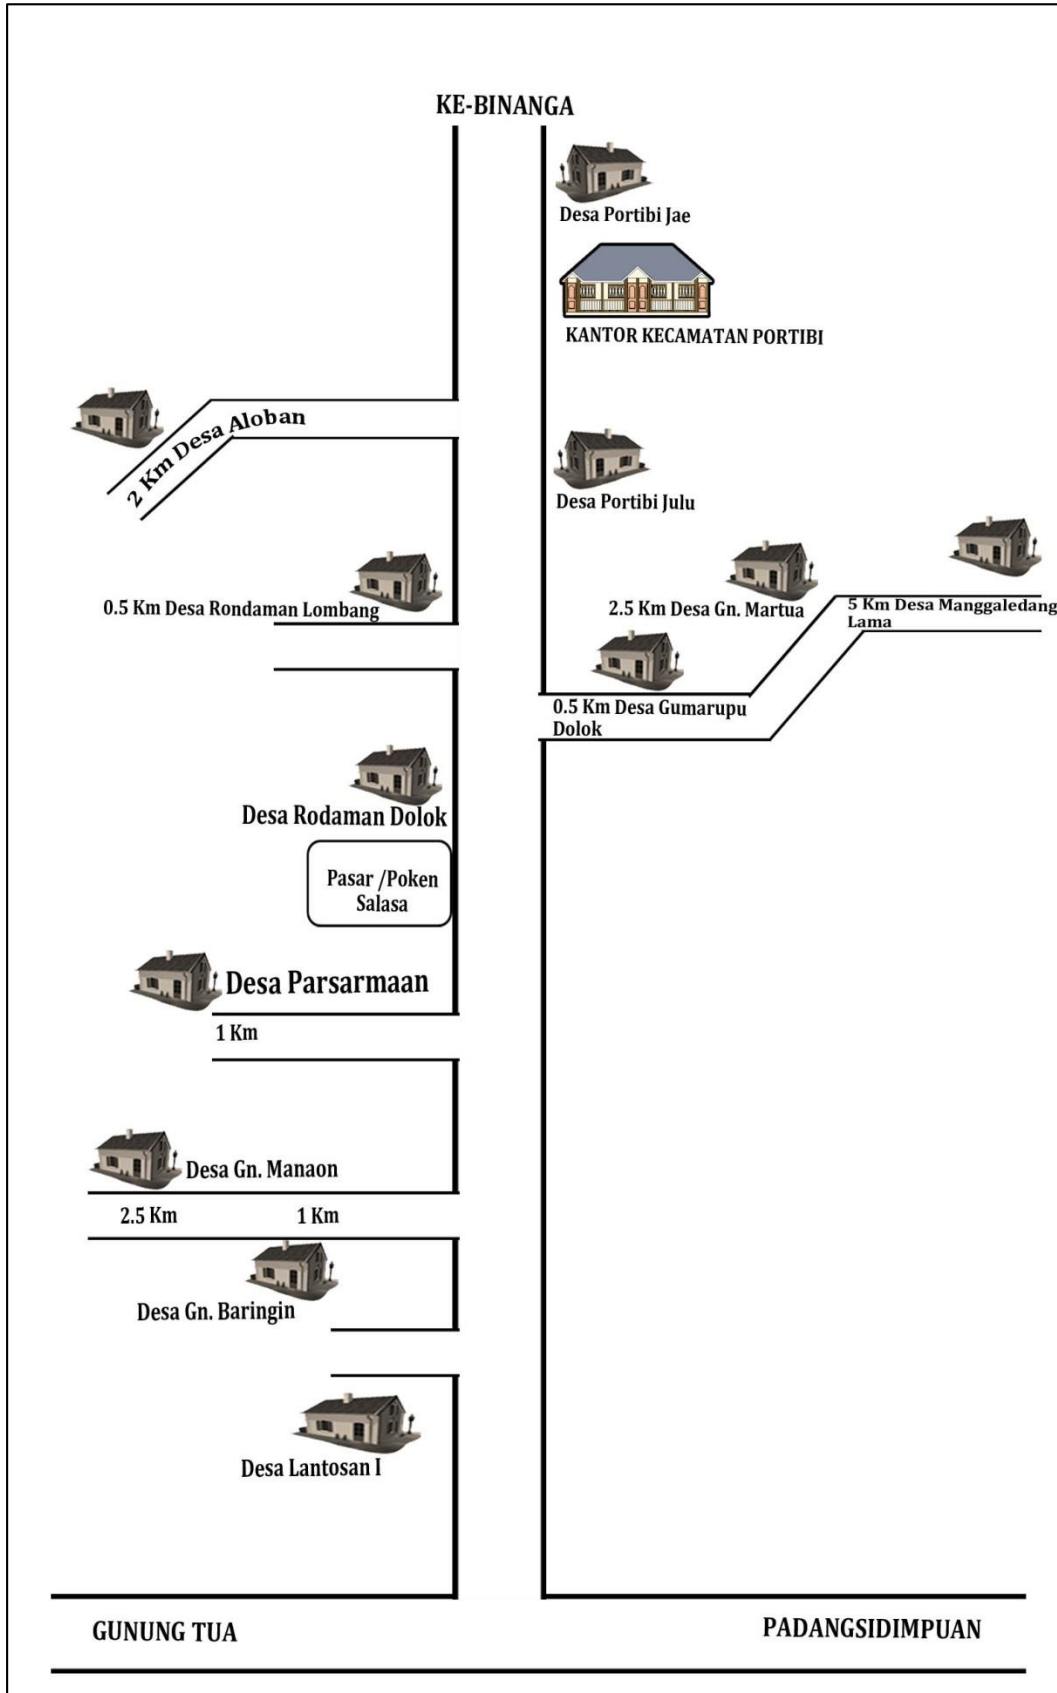 KE-BINANGA
Desa Portibi Jae
KANTOR KECAMATAN PORTIBI
2 Km Desa Aloban
Desa Portibi Julu
0.5 Km Desa Rondaman Lombang
2.5 Km Desa Gn. Martua
5 Km Desa Manggaledang
Lama
0.5 Km Desa Gumarupu
Dolok
Desa Rodaman Dolok
Pasar /Poken
Salasa
Desa Parsarmaan
1 Km
Desa Gn. Manaon
2.5 Km
1 Km
Desa Gn. Baringin
Desa Lantosan I
GUNUNG TUA
PADANGSIDIMPUAN